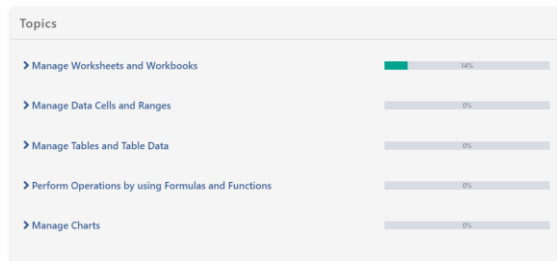 Topics
Manage Worksheets and Workbooks 14%
Manage Data Cells and Ranges 0%
Manage Tables and Table Data 0%
Perform Operations by using Formulas and Functions 0%
Manage Charts 0%